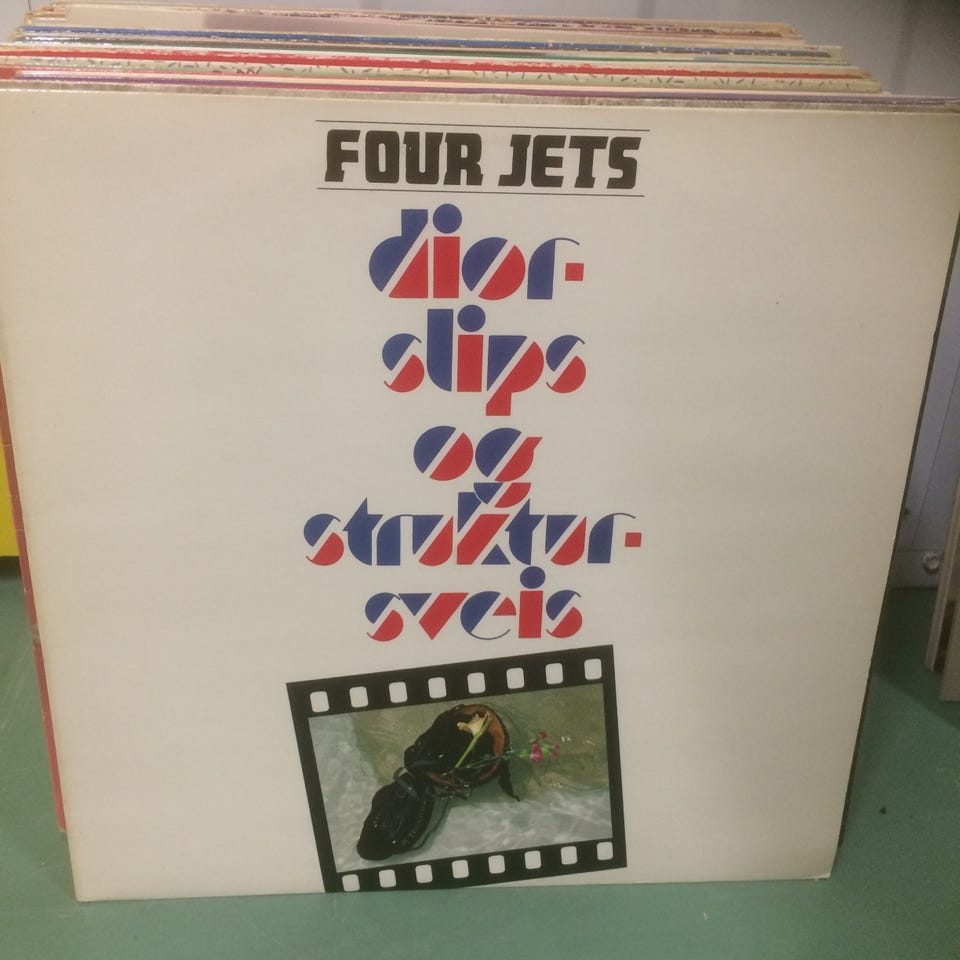 FOUR JETS
dior-
slips
og
struktur-
sveis